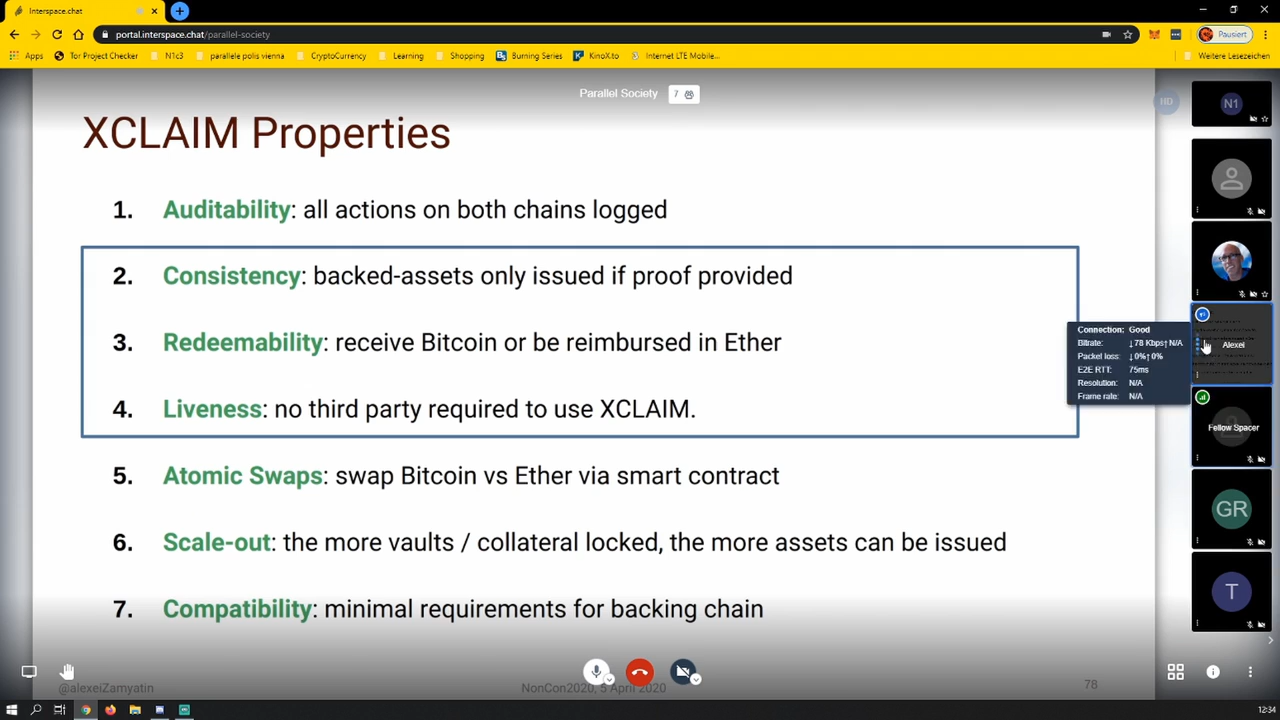 Interspace.chat
portal.interspace.chat/parallel-society
Pausiert
Apps
Tor Project Checker
N1c3
parallele polis vienna
CryptoCurrency
Learning
Shopping
Burning Series
KinoX.to
Internet LTE Mobile...
Weitere Lesezeichen
Parallel Society 7
HD
XCLAIM Properties
1. Auditability: all actions on both chains logged
2. Consistency: backed-assets only issued if proof provided
3. Redeemability: receive Bitcoin or be reimbursed in Ether
4. Liveness: no third party required to use XCLAIM.
5. Atomic Swaps: swap Bitcoin vs Ether via smart contract
6. Scale-out: the more vaults / collateral locked, the more assets can be issued
7. Compatibility: minimal requirements for backing chain
@alexeiZamyatin
NonCon2020, 5 April 2020
78
N1
Connection: Good
Bitrate: ↓78 Kbps↑ N/A
Packet loss: ↓0%↑ 0%
E2E RTT: 75ms
Resolution: N/A
Frame rate: N/A
Alexei
Fellow Spacer
GR
T
12:34